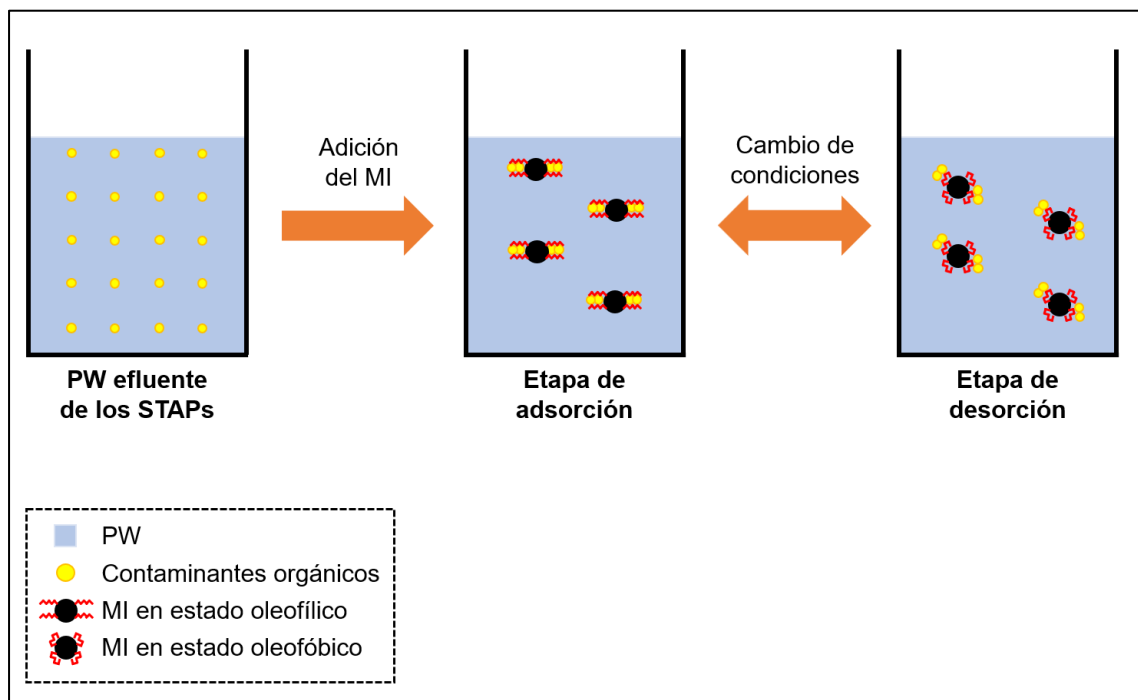 Adición
del MI
Cambio de
condiciones
PW efluente
de los STAPs
Etapa de
adsorción
Etapa de
desorción
PW
Contaminantes orgánicos
MI en estado oleofílico
MI en estado oleofóbico